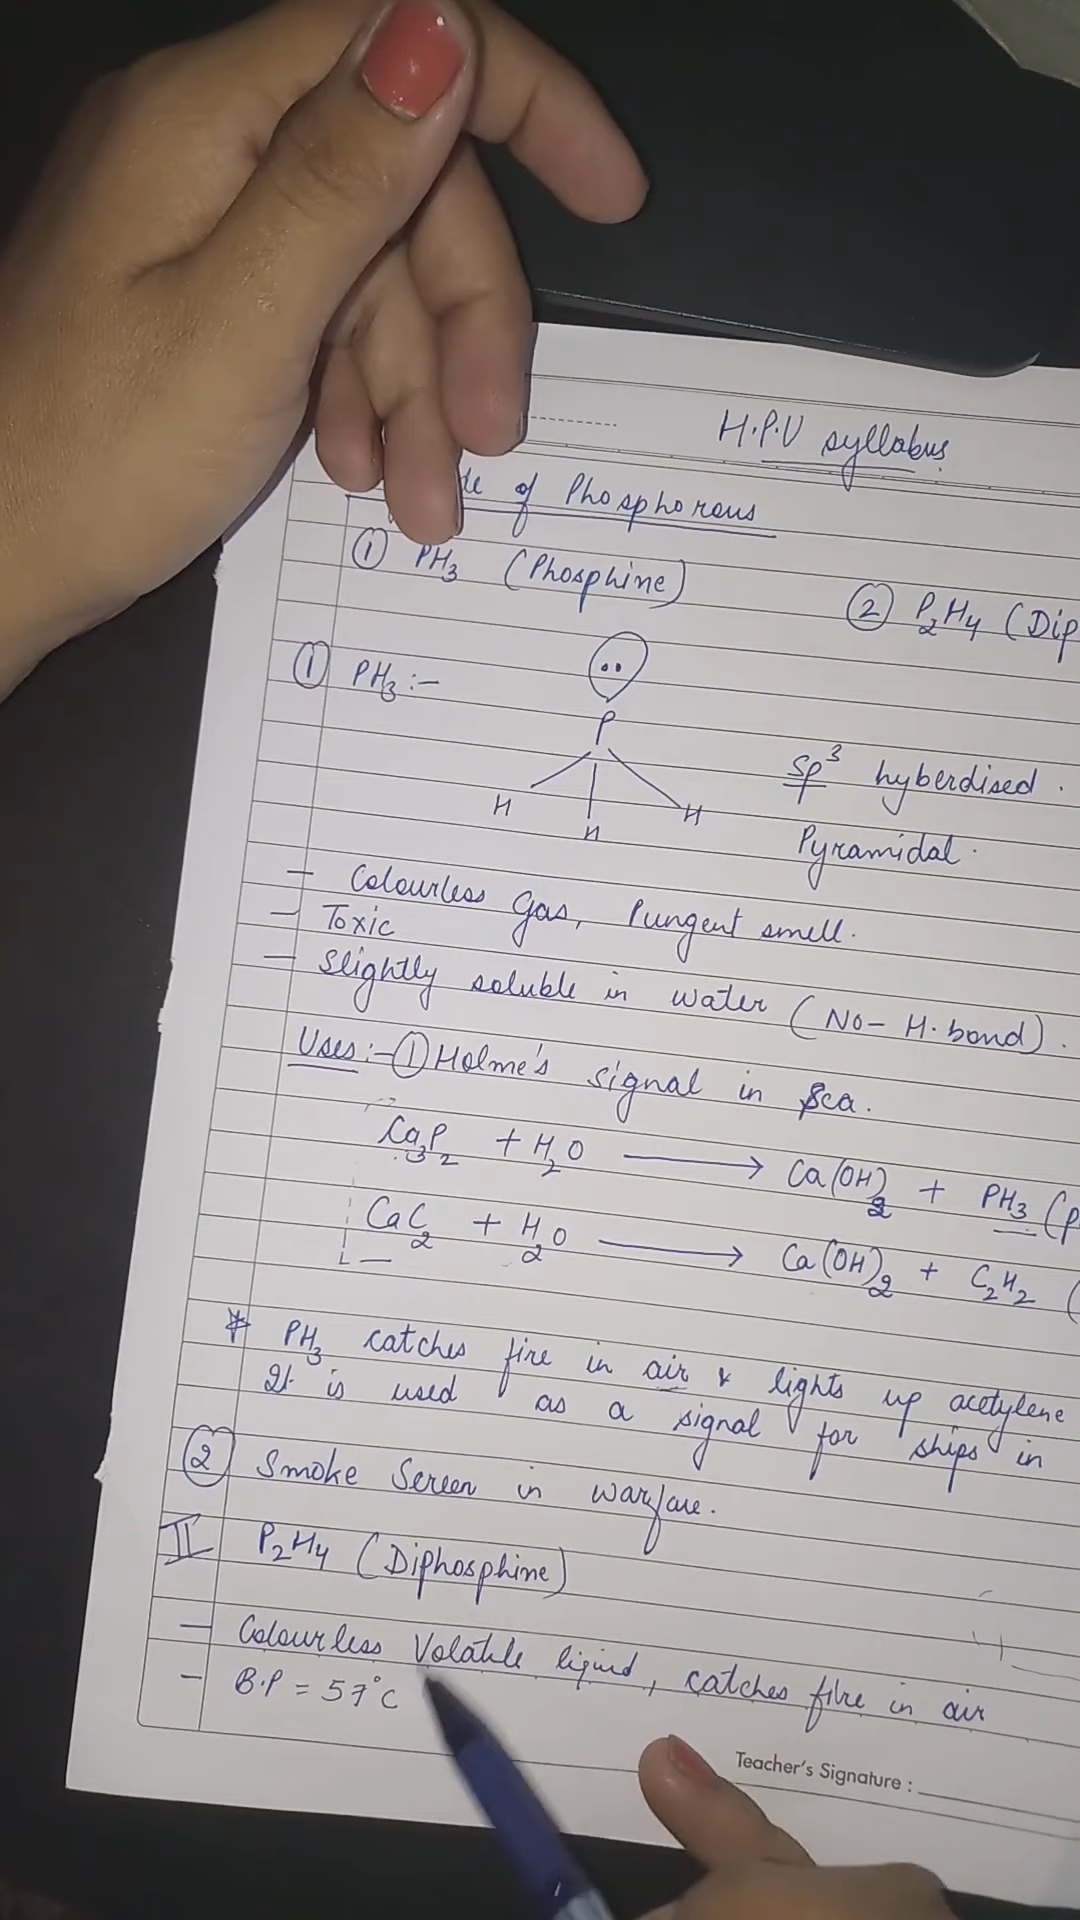 H.P.U syllabus
de of Phosphorous
① PH3 (Phosphine)
② P2H4 (Dip
① PH3 :-
P
H H H
sp³ hyberdised.
Pyramidal.
- Colourless gas, Pungent smell.
- Toxic
- Slightly soluble in water (No- H.bond).
Uses:- ① Holme's signal in sea.
Ca3P2 + H2O ⟶ Ca(OH)2 + PH3 (p
CaC2 + H2O ⟶ Ca(OH)2 + C2H2 (
* PH3 catches fire in air & lights up acetylene
It is used as a signal for ships in
② Smoke Sereen in warfare.
II P2H4 (Diphosphine)
- Colourless Volatile liquid, catches fire in air
- B.P = 57°C
Teacher's Signature :